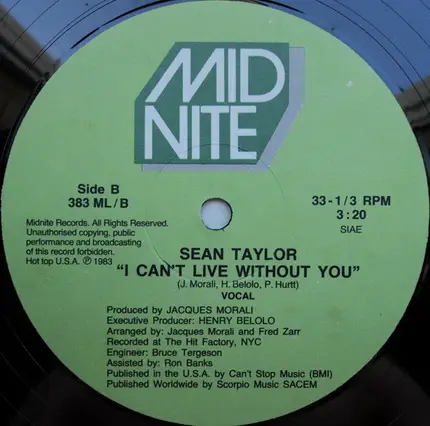 MID
NITE
Side B
383 ML/B
33-1/3 RPM
3:20
SIAE
Midnite Records. All Rights Reserved.
Unauthorised copying, public
performance and broadcasting
of this record forbidden.
Hot top U.S.A. ℗ 1983
SEAN TAYLOR
"I CAN'T LIVE WITHOUT YOU"
(J. Morali, H. Belolo, P. Hurtt)
VOCAL
Produced by JACQUES MORALI
Executive Producer: HENRY BELOLO
Arranged by: Jacques Morali and Fred Zarr
Recorded at The Hit Factory, NYC
Engineer: Bruce Tergeson
Assisted by: Ron Banks
Published in the U.S.A. by Can't Stop Music (BMI)
Published Worldwide by Scorpio Music SACEM